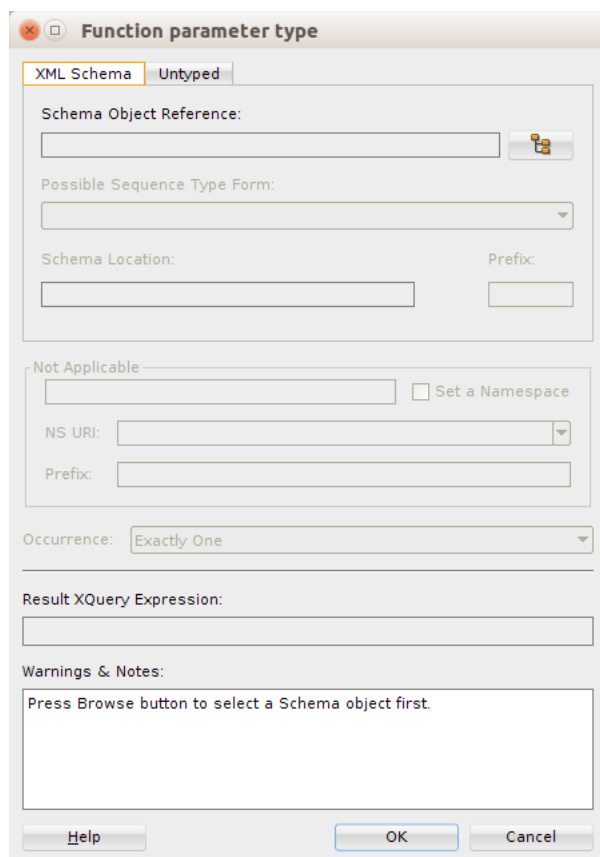 Function parameter type
XML Schema Untyped
Schema Object Reference:
Possible Sequence Type Form:
Schema Location: Prefix:
Not Applicable
Set a Namespace
NS URI:
Prefix:
Occurrence: Exactly One
Result XQuery Expression:
Warnings & Notes:
Press Browse button to select a Schema object first.
Help OK Cancel